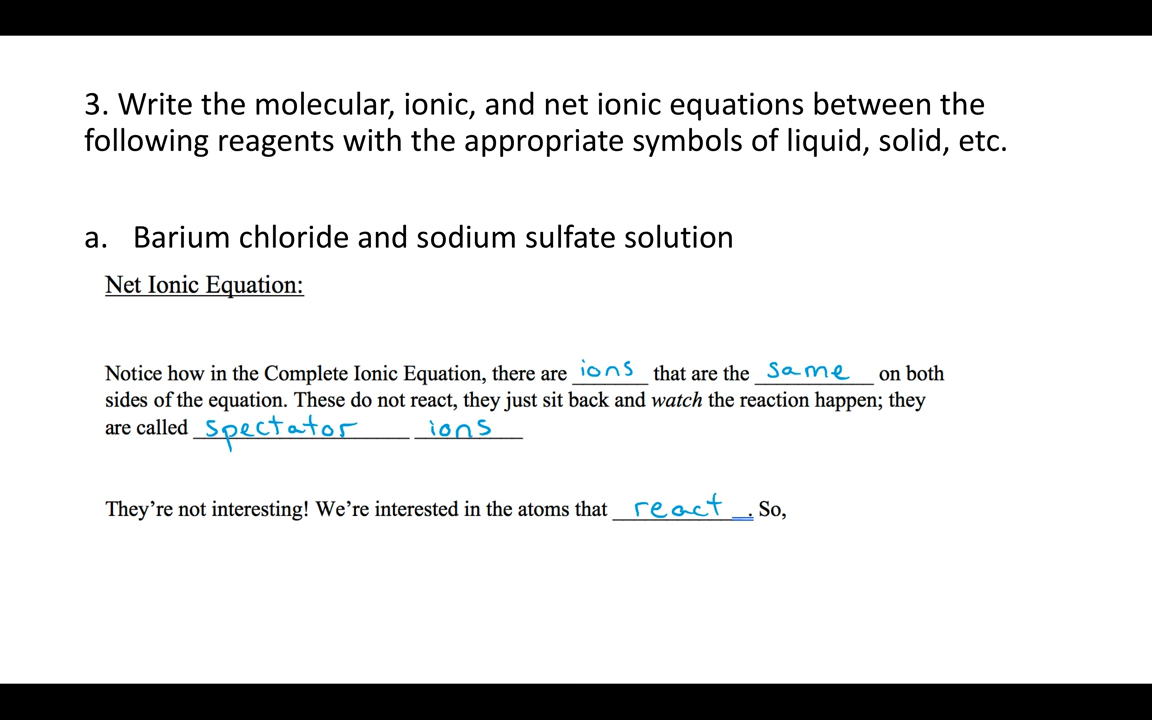 3. Write the molecular, ionic, and net ionic equations between the
following reagents with the appropriate symbols of liquid, solid, etc.
a. Barium chloride and sodium sulfate solution
Net Ionic Equation:
Notice how in the Complete Ionic Equation, there are ions that are the same on both
sides of the equation. These do not react, they just sit back and watch the reaction happen; they
are called spectator ions
They’re not interesting! We’re interested in the atoms that react. So,